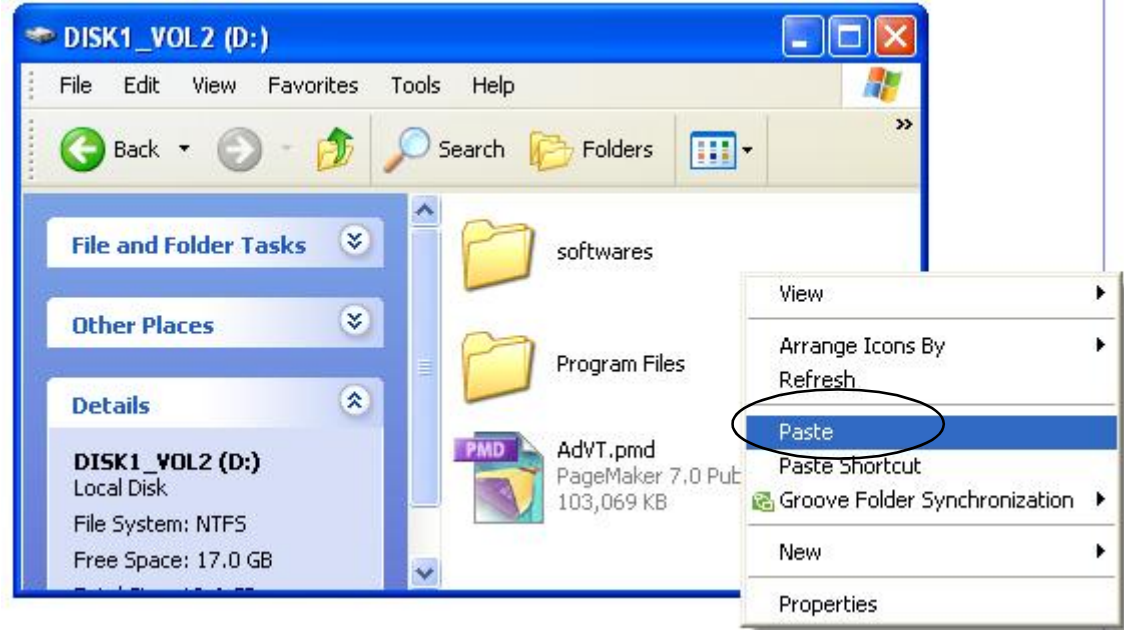 DISK1_VOL2 (D:)
File Edit View Favorites Tools Help
Back Search Folders
File and Folder Tasks
Other Places
Details
DISK1_VOL2 (D:)
Local Disk
File System: NTFS
Free Space: 17.0 GB
softwares
Program Files
PMD
AdVT.pmd
PageMaker 7.0 Pub
103,069 KB
View
Arrange Icons By
Refresh
Paste
Paste Shortcut
Groove Folder Synchronization
New
Properties